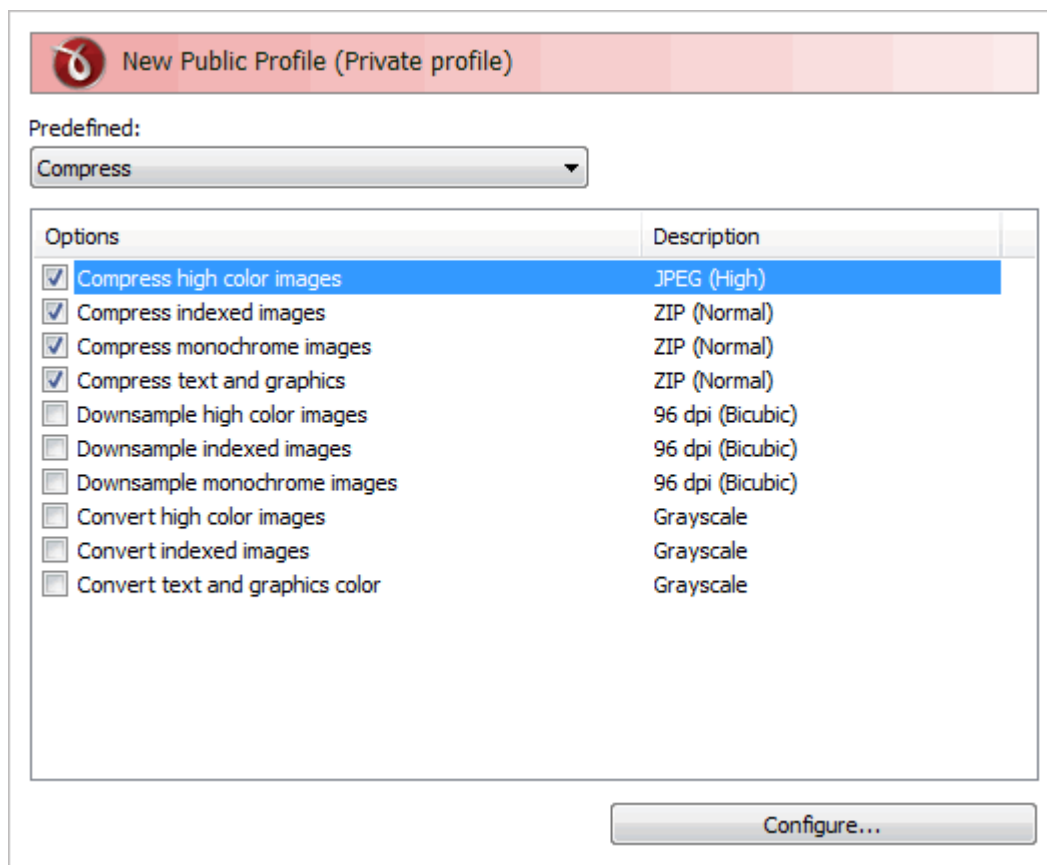 New Public Profile (Private profile)
Predefined:
Compress
Options Description
Compress high color images JPEG (High)
Compress indexed images ZIP (Normal)
Compress monochrome images ZIP (Normal)
Compress text and graphics ZIP (Normal)
Downsample high color images 96 dpi (Bicubic)
Downsample indexed images 96 dpi (Bicubic)
Downsample monochrome images 96 dpi (Bicubic)
Convert high color images Grayscale
Convert indexed images Grayscale
Convert text and graphics color Grayscale
Configure...